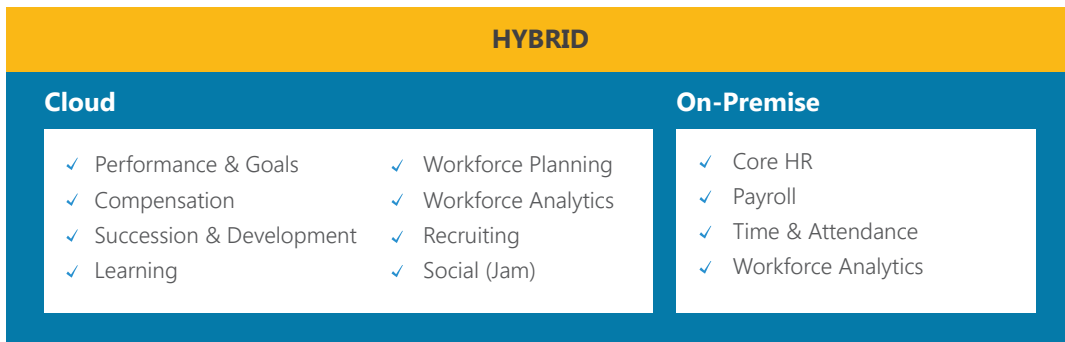 HYBRID
Cloud
Performance & Goals
Compensation
Succession & Development
Learning
Workforce Planning
Workforce Analytics
Recruiting
Social (Jam)
On-Premise
Core HR
Payroll
Time & Attendance
Workforce Analytics